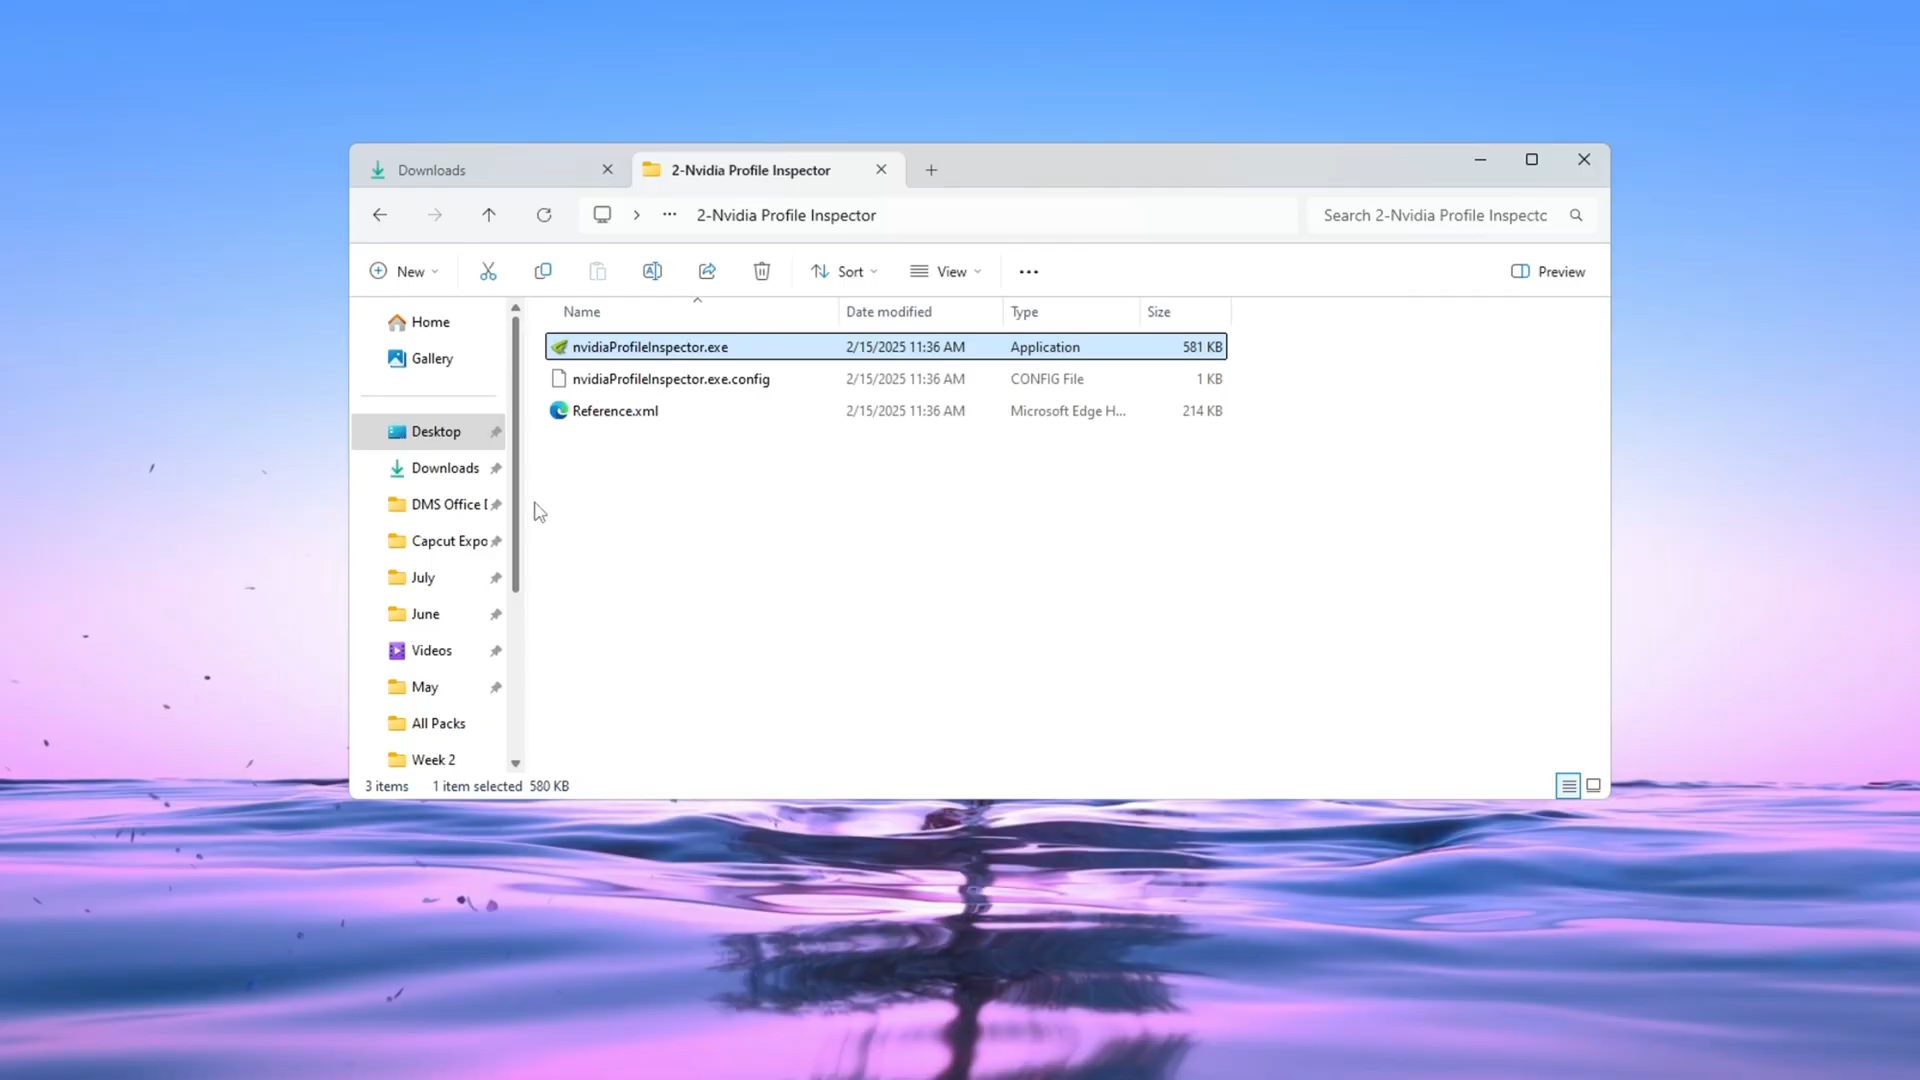 Downloads
2-Nvidia Profile Inspector
2-Nvidia Profile Inspector
Search 2-Nvidia Profile Inspectc
New
Sort
View
Preview
Name Date modified Type Size
nvidiaProfileInspector.exe 2/15/2025 11:36 AM Application 581 KB
nvidiaProfileInspector.exe.config 2/15/2025 11:36 AM CONFIG File 1 KB
Reference.xml 2/15/2025 11:36 AM Microsoft Edge H... 214 KB
Home
Gallery
Desktop
Downloads
DMS Office [
Capcut Expo
July
June
Videos
May
All Packs
Week 2
3 items 1 item selected 580 KB